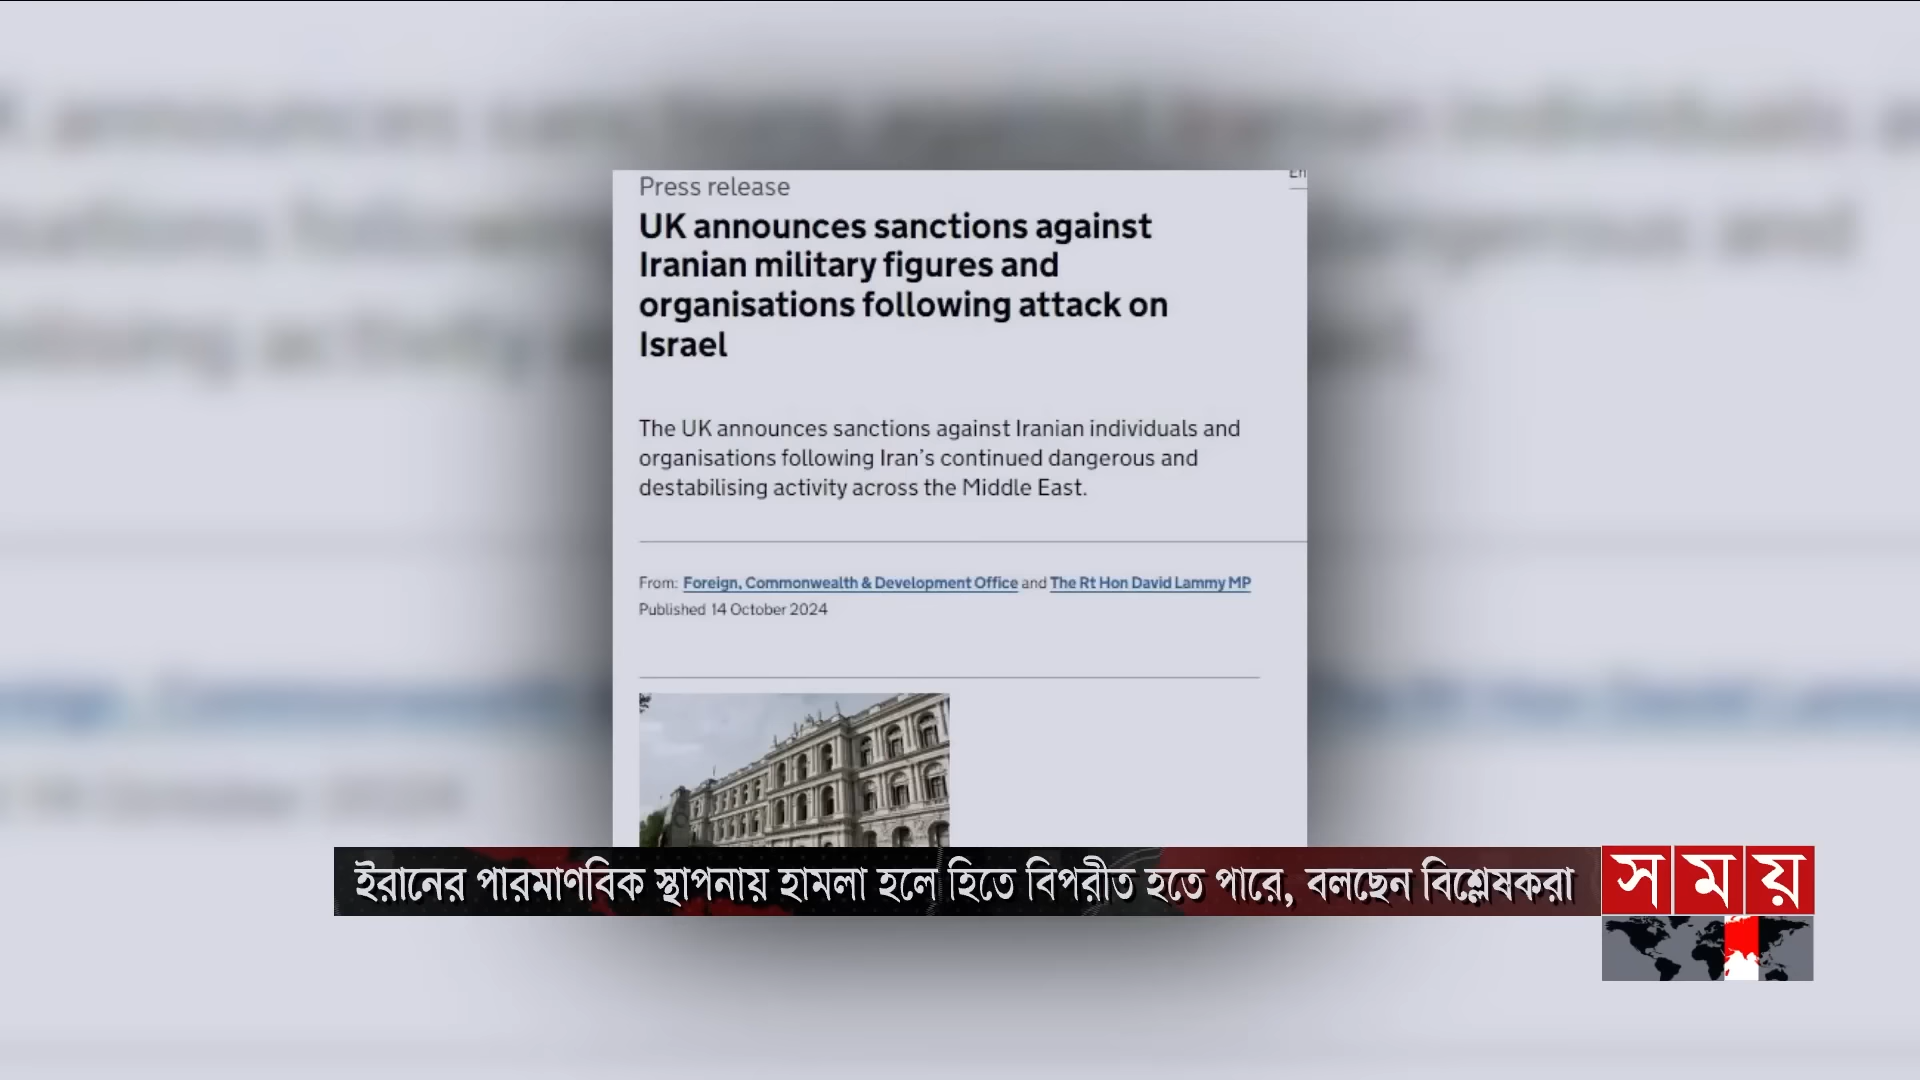 En
Press release
UK announces sanctions against
Iranian military figures and
organisations following attack on
Israel
The UK announces sanctions against Iranian individuals and
organisations following Iran's continued dangerous and
destabilising activity across the Middle East.
From: Foreign, Commonwealth & Development Office and The Rt Hon David Lammy MP
Published 14 October 2024
ইরানের পারমাণবিক স্থাপনায় হামলা হলে হিতে বিপরীত হতে পারে, বলছেন বিশ্লেষকরা
সময়